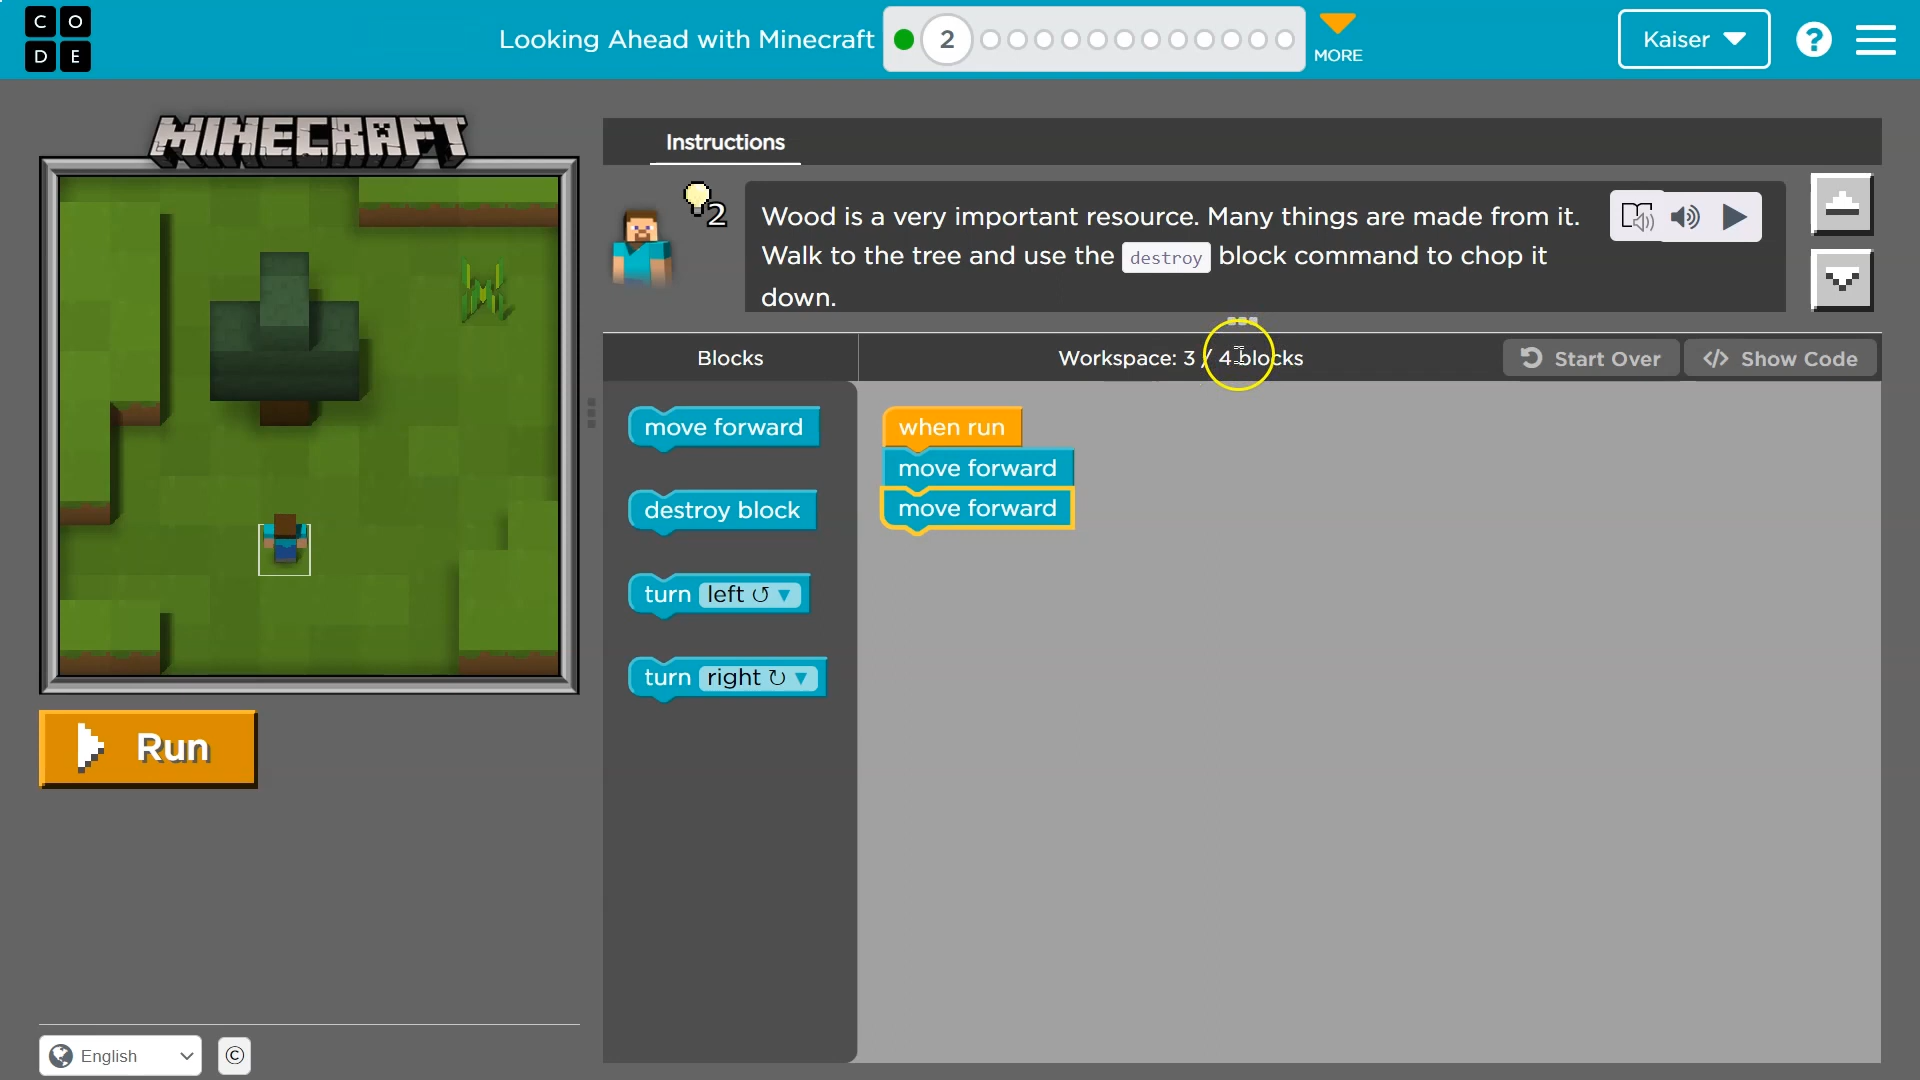 C O
D E
Looking Ahead with Minecraft
2
MORE
Kaiser
?
MINECRAFT
Instructions
2
Wood is a very important resource. Many things are made from it.
Walk to the tree and use the destroy block command to chop it
down.
Blocks
Workspace: 3 / 4 blocks
Start Over
</> Show Code
move forward
destroy block
turn left ↺ ▼
turn right ↻ ▼
when run
move forward
move forward
Run
English
©